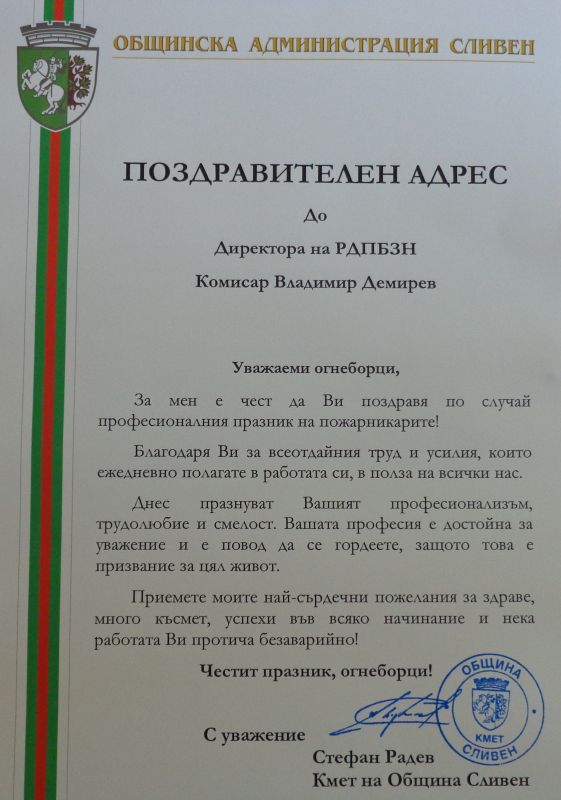 ОБЩИНСКА АДМИНИСТРАЦИЯ СЛИВЕН
ПОЗДРАВИТЕЛЕН АДРЕС
До
Директора на РДПБЗН
Комисар Владимир Демирев
Уважаеми огнеборци,
За мен е чест да Ви поздравя по случай
професионалния празник на пожарникарите!
Благодаря Ви за всеотдайния труд и усилия, които
ежедневно полагате в работата си, в полза на всички нас.
Днес празнуват Вашият професионализъм,
трудолюбие и смелост. Вашата професия е достойна за
уважение и е повод да се гордеете, защото това е
призвание за цял живот.
Приемете моите най-сърдечни пожелания за здраве,
много късмет, успехи във всяко начинание и нека
работата Ви протича безаварийно!
Честит празник, огнеборци!
С уважение
Стефан Радев
Кмет на Община Сливен
ОБЩИНА
КМЕТ
СЛИВЕН